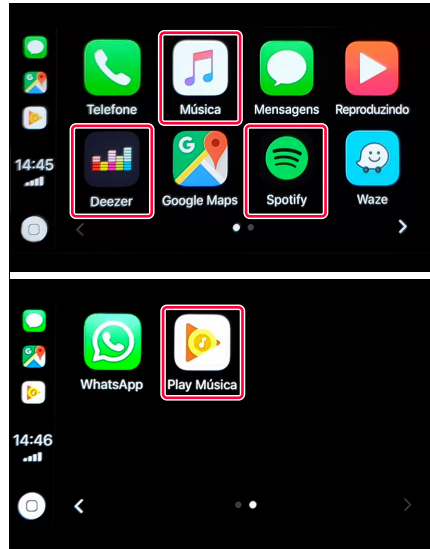 Telefone
Música
Mensagens
Reproduzindo
14:45
Deezer
Google Maps
Spotify
Waze
WhatsApp
Play Música
14:46